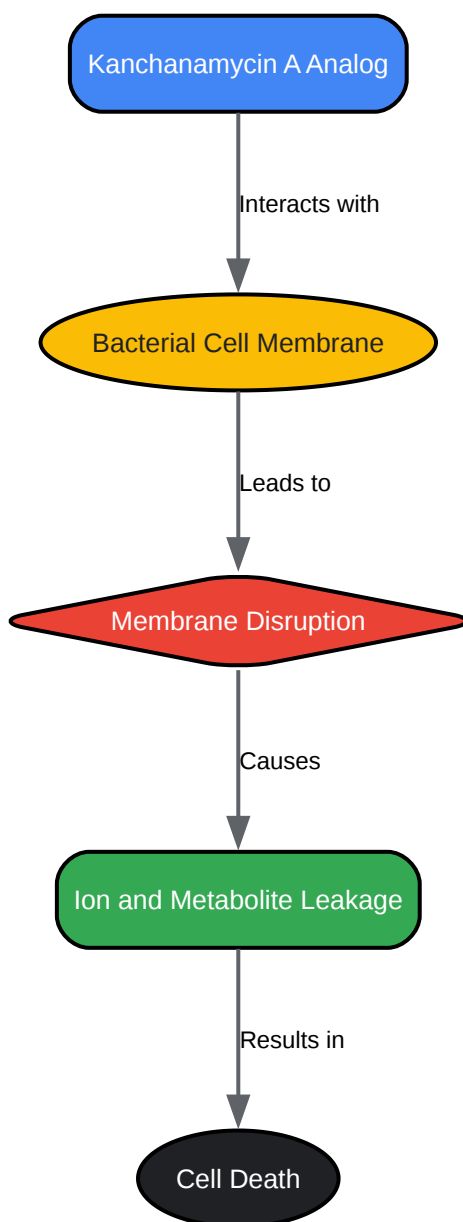 Kanchanamycin A Analog
Interacts with
Bacterial Cell Membrane
Leads to
Membrane Disruption
Causes
Ion and Metabolite Leakage
Results in
Cell Death